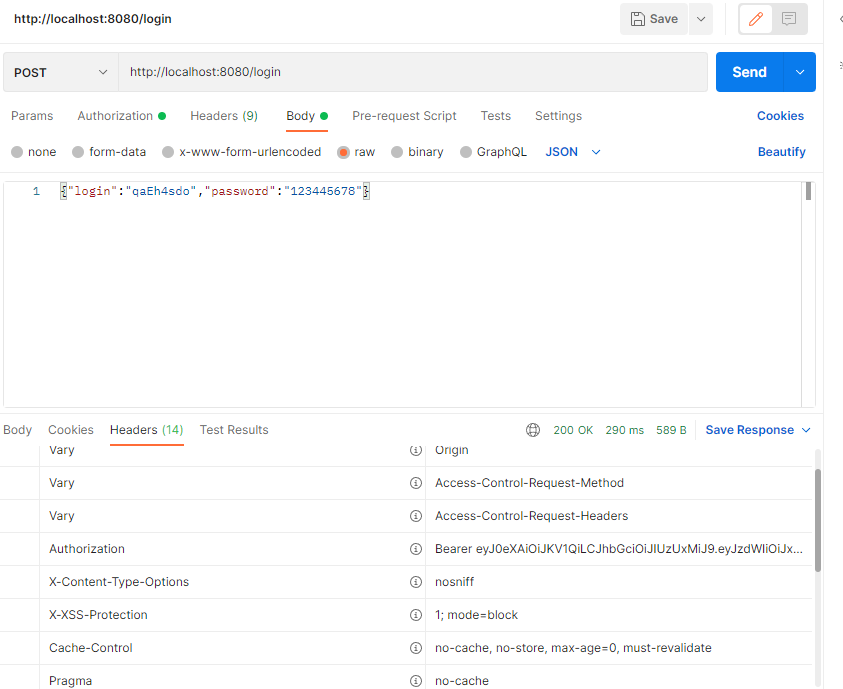 http://localhost:8080/login Save
POST http://localhost:8080/login Send
Params Authorization Headers (9) Body Pre-request Script Tests Settings Cookies
none form-data x-www-form-urlencoded raw binary GraphQL JSON Beautify
1 {"login":"qaEh4sdo","password":"123445678"}
Body Cookies Headers (14) Test Results 200 OK 290 ms 589 B Save Response
Vary Origin
Vary Access-Control-Request-Method
Vary Access-Control-Request-Headers
Authorization Bearer eyJ0eXAiOiJKV1QiLCJhbGciOiJIUzUxMiJ9.eyJzdWIiOiJx...
X-Content-Type-Options nosniff
X-XSS-Protection 1; mode=block
Cache-Control no-cache, no-store, max-age=0, must-revalidate
Pragma no-cache